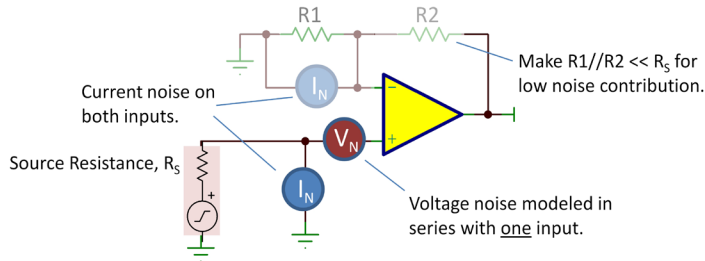 R1
R2
Make R1//R2 << RS for
low noise contribution.
Current noise on
both inputs.
IN
−
+
VN
Source Resistance, RS
+
IN
Voltage noise modeled in
series with one input.